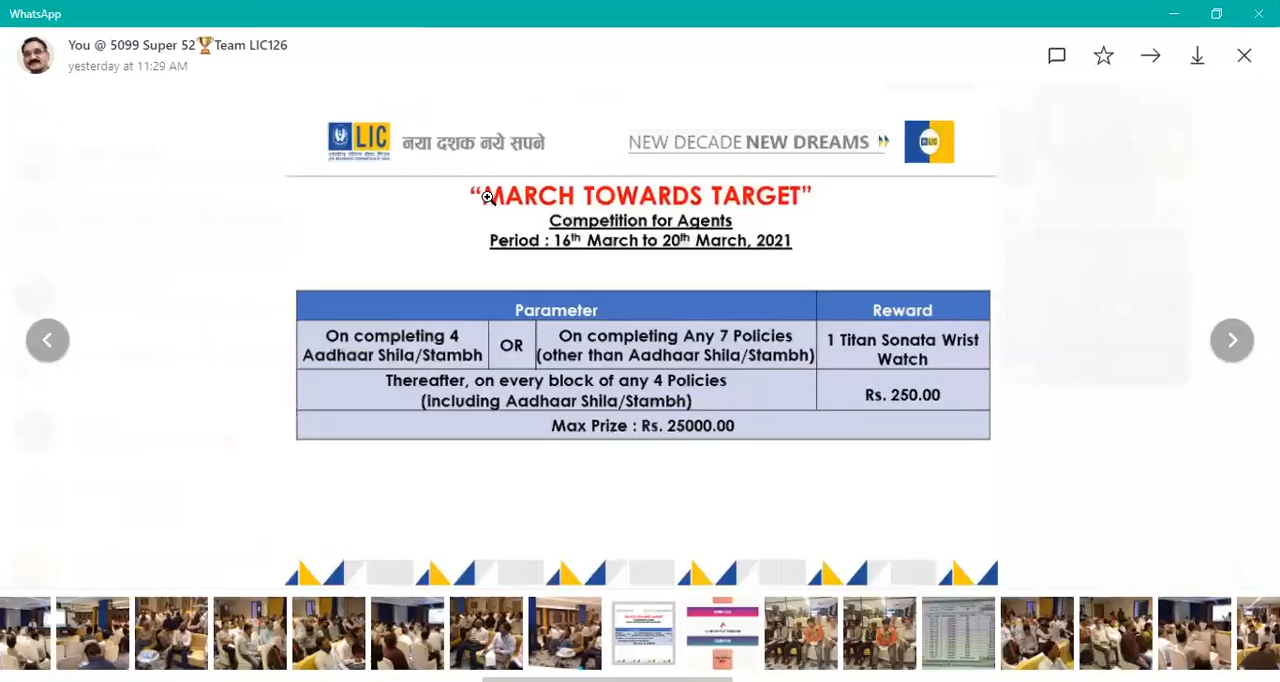 WhatsApp
You @ 5099 Super 52🏆Team LIC126
yesterday at 11:29 AM
LIC
नया दशक नये सपने
NEW DECADE NEW DREAMS
LIC
“MARCH TOWARDS TARGET”
Competition for Agents
Period : 16th March to 20th March, 2021
Parameter
Reward
On completing 4
Aadhaar Shila/Stambh
OR
On completing Any 7 Policies
(other than Aadhaar Shila/Stambh)
1 Titan Sonata Wrist
Watch
Thereafter, on every block of any 4 Policies
(including Aadhaar Shila/Stambh)
Rs. 250.00
Max Prize : Rs. 25000.00